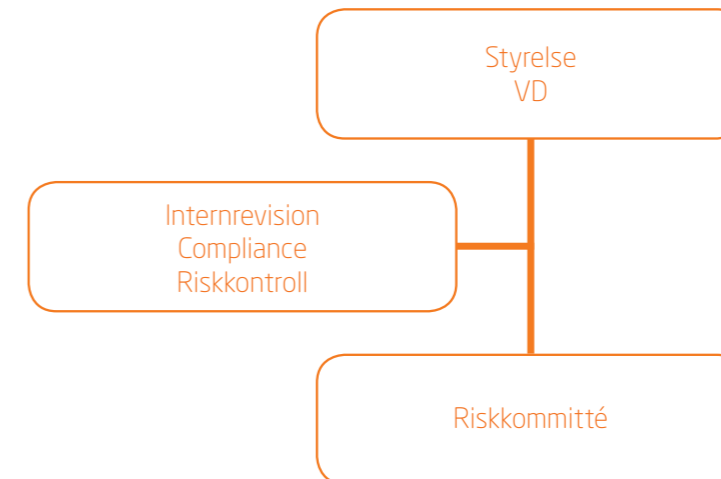 Styrelse
VD
Internrevision
Compliance
Riskkontroll
Riskkommitté